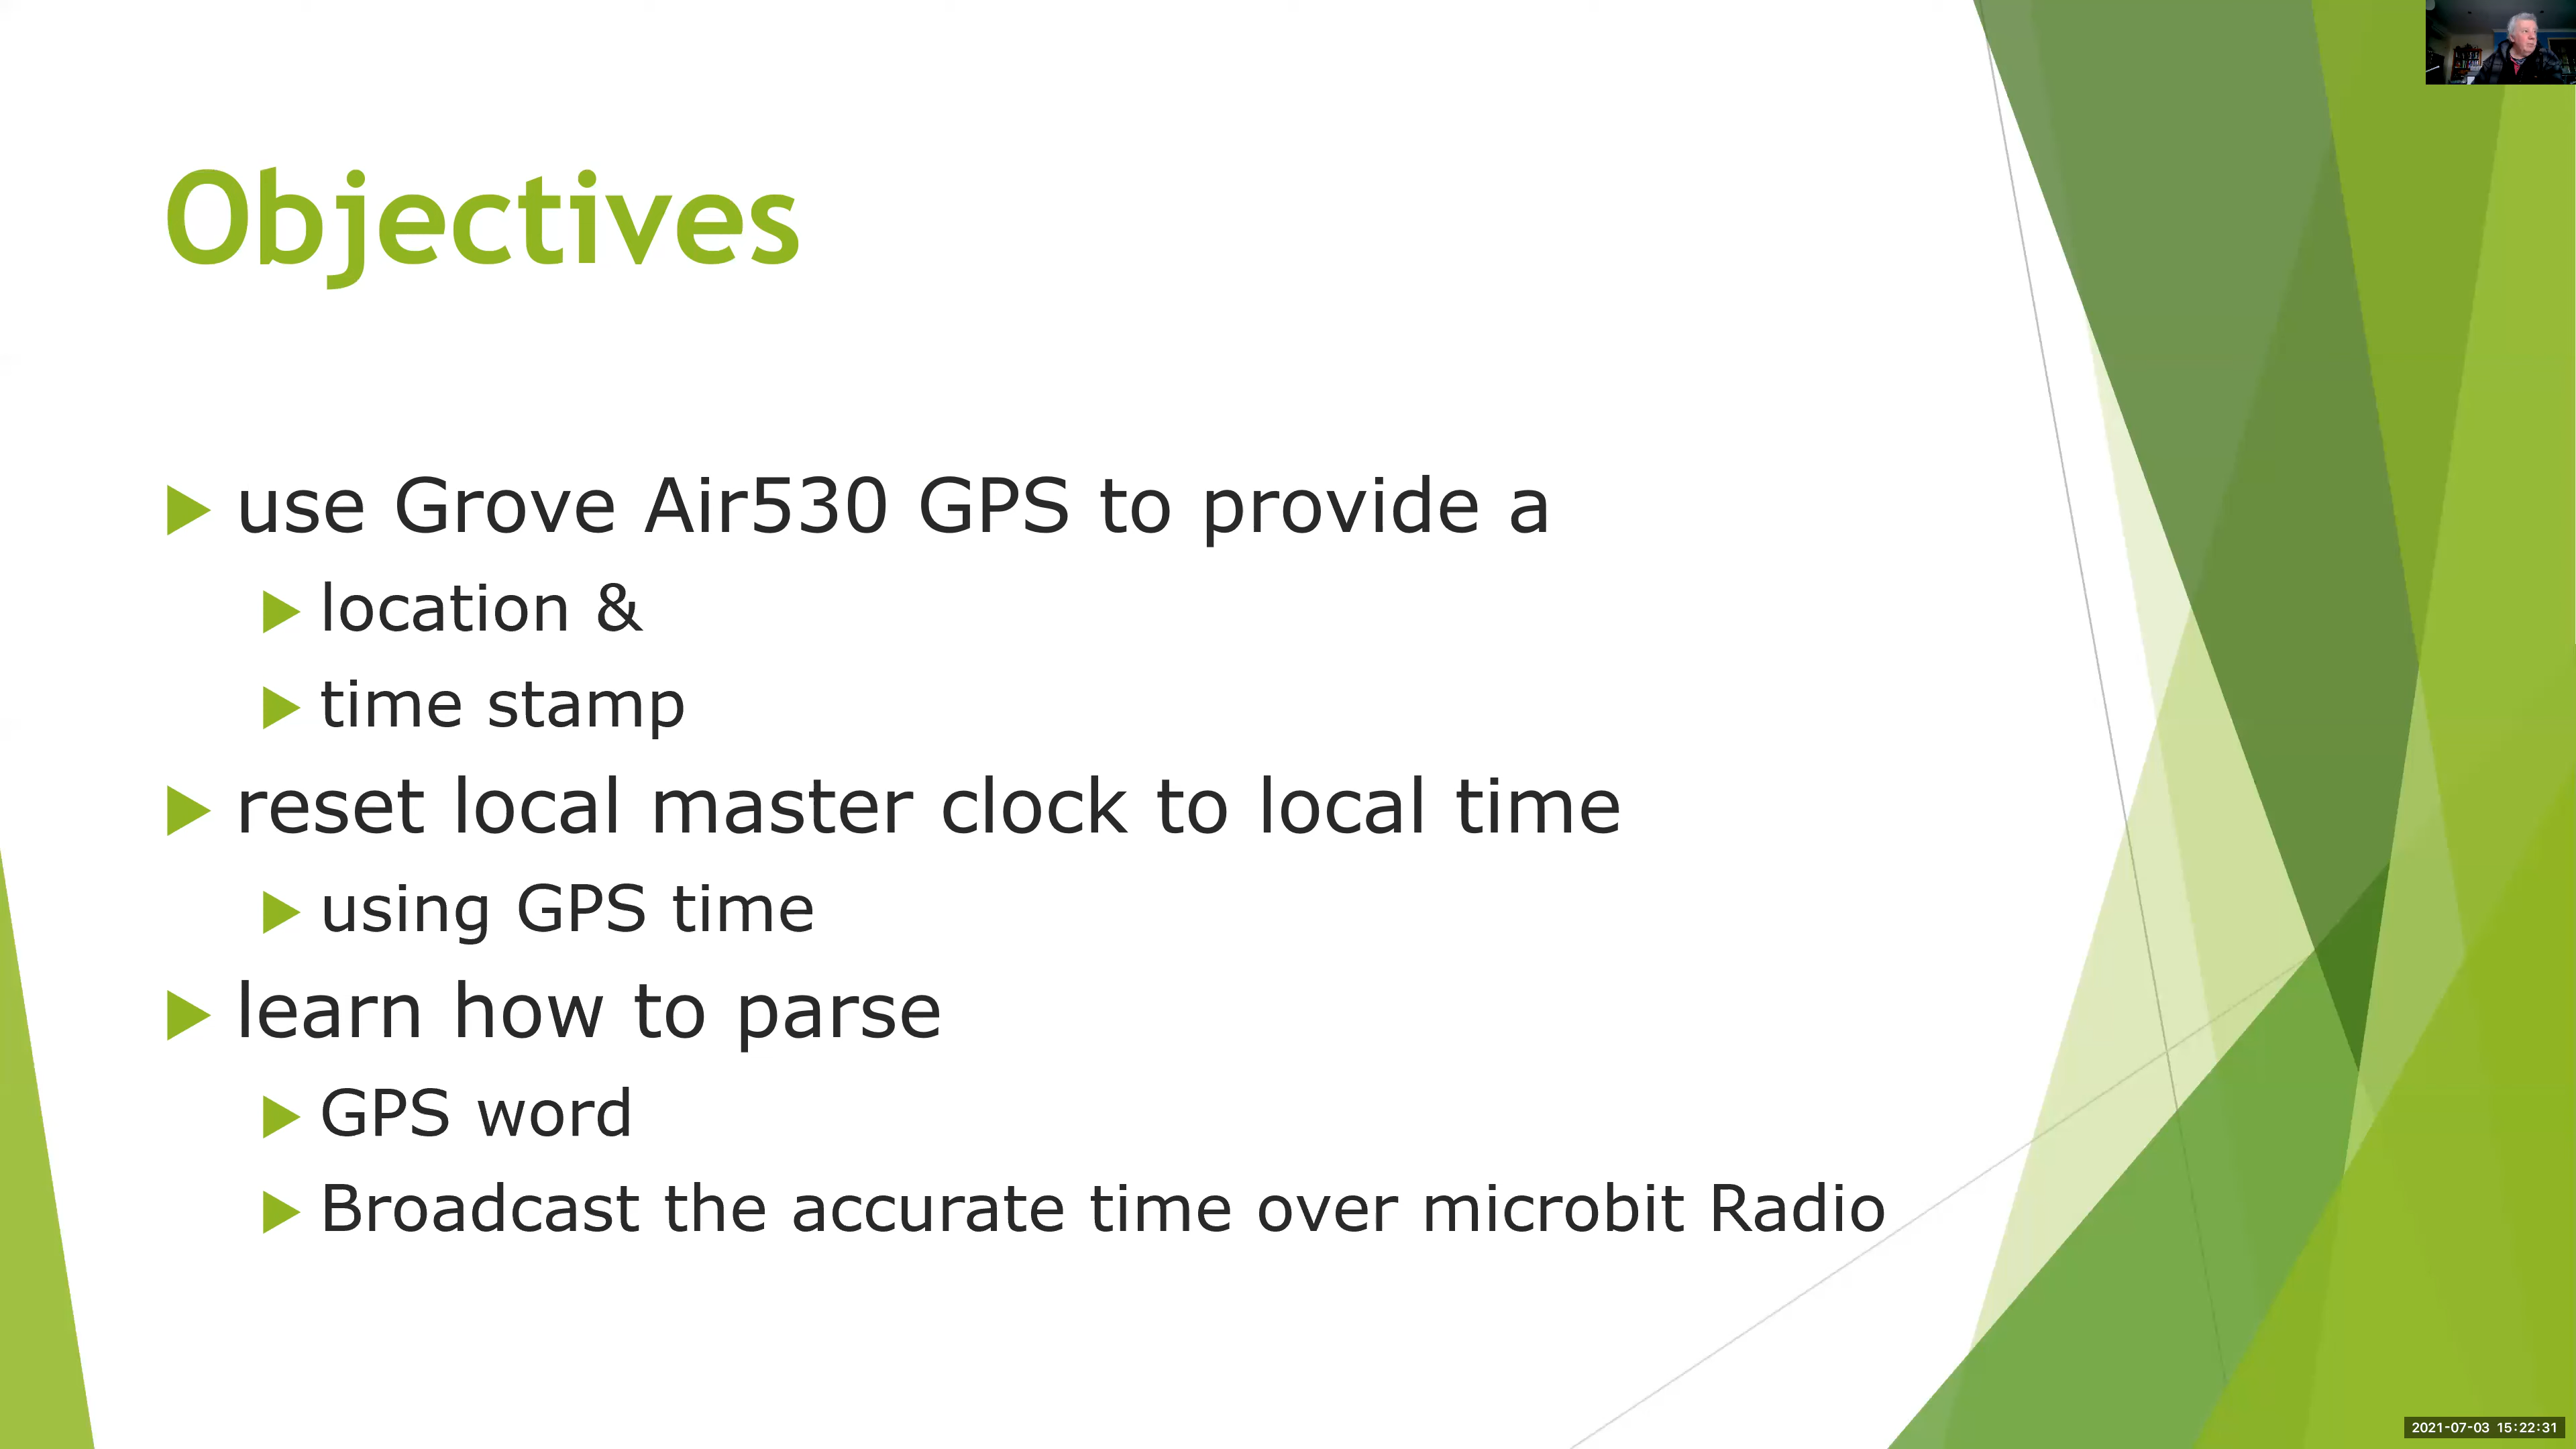 Objectives
use Grove Air530 GPS to provide a
location &
time stamp
reset local master clock to local time
using GPS time
learn how to parse
GPS word
Broadcast the accurate time over microbit Radio
2021-07-03 15:22:31